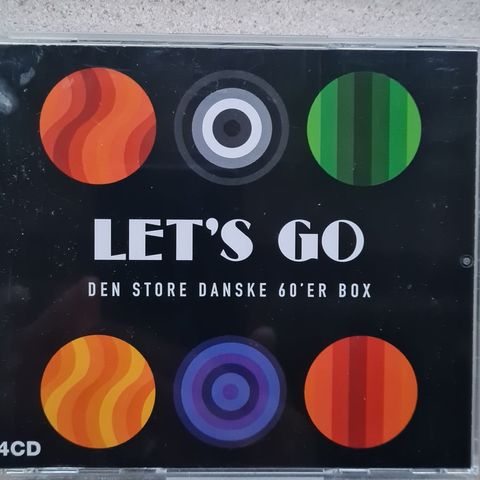 LET'S GO
DEN STORE DANSKE 60'ER BOX
4CD